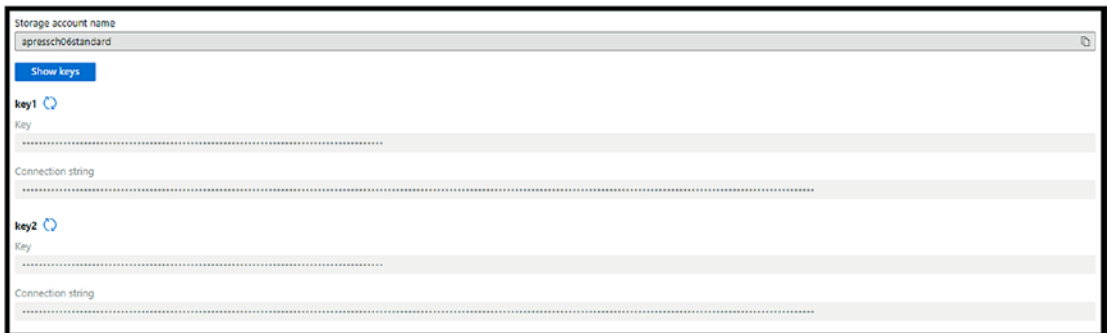 Storage account name
apressch06standard
Show keys
key1
Key
Connection string
key2
Key
Connection string